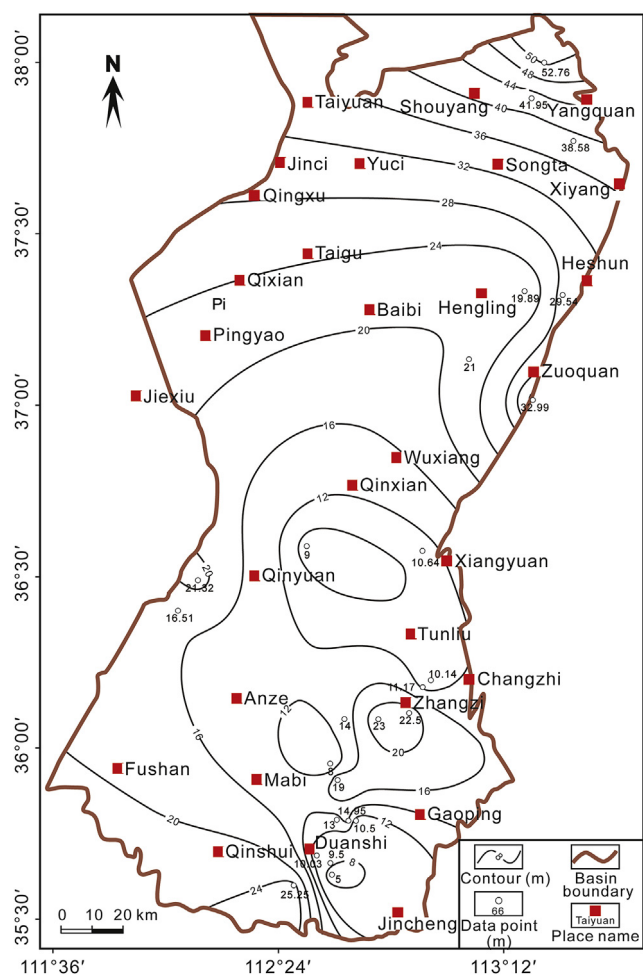 38°00′
37°30′
37°00′
36°30′
36°00′
35°30′
111°36′
112°24′
113°12′
N
50
48
52.76
44
Taiyuan
Shouyang
41.95
40
Yangquan
36
38.58
Jinci
Yuci
32
Songta
Xiyang
Qingxu
28
Taigu
24
Heshun
Qixian
19.89
29.54
Pi
Hengling
Baibi
Pingyao
20
21
Zuoquan
Jiexiu
32.99
16
Wuxiang
Qinxian
12
9
10.64
Xiangyuan
20
21.32
Qinyuan
16.51
Tunliu
10.14
11.17
Changzhi
Anze
Zhangzi
12
14
23
22.5
16
20
8
Fushan
Mabi
19
16
14.95
Gaoping
20
13
10.5
12
Duanshi
Qinshui
10.03
9.5
8
5
24
25.25
Jincheng
0 10 20 km
8
Contour (m)
Basin
boundary
66
Data point
(m)
Taiyuan
Place name